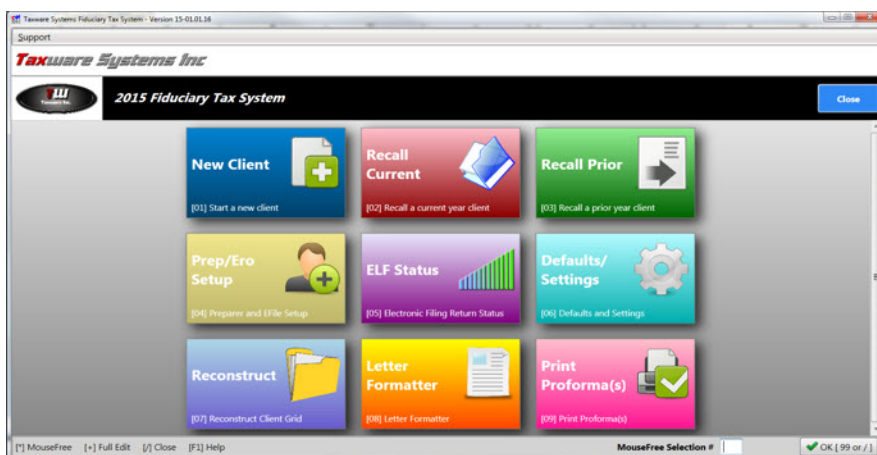 Taxware Systems Fiduciary Tax System - Version 15-01.01.16
Support
Taxware Systems Inc
TW
Taxware Inc.
2015 Fiduciary Tax System
Close
New Client
[01] Start a new client
Recall
Current
[02] Recall a current year client
Recall Prior
[03] Recall a prior year client
Prep/Ero
Setup
[04] Preparer and EFile Setup
ELF Status
[05] Electronic Filing Return Status
Defaults/
Settings
[06] Defaults and Settings
Reconstruct
[07] Reconstruct Client Grid
Letter
Formatter
[08] Letter Formatter
Print
Proforma(s)
[09] Print Proforma(s)
[*] MouseFree [+] Full Edit [/] Close [F1] Help
MouseFree Selection #
OK [ 99 or / ]